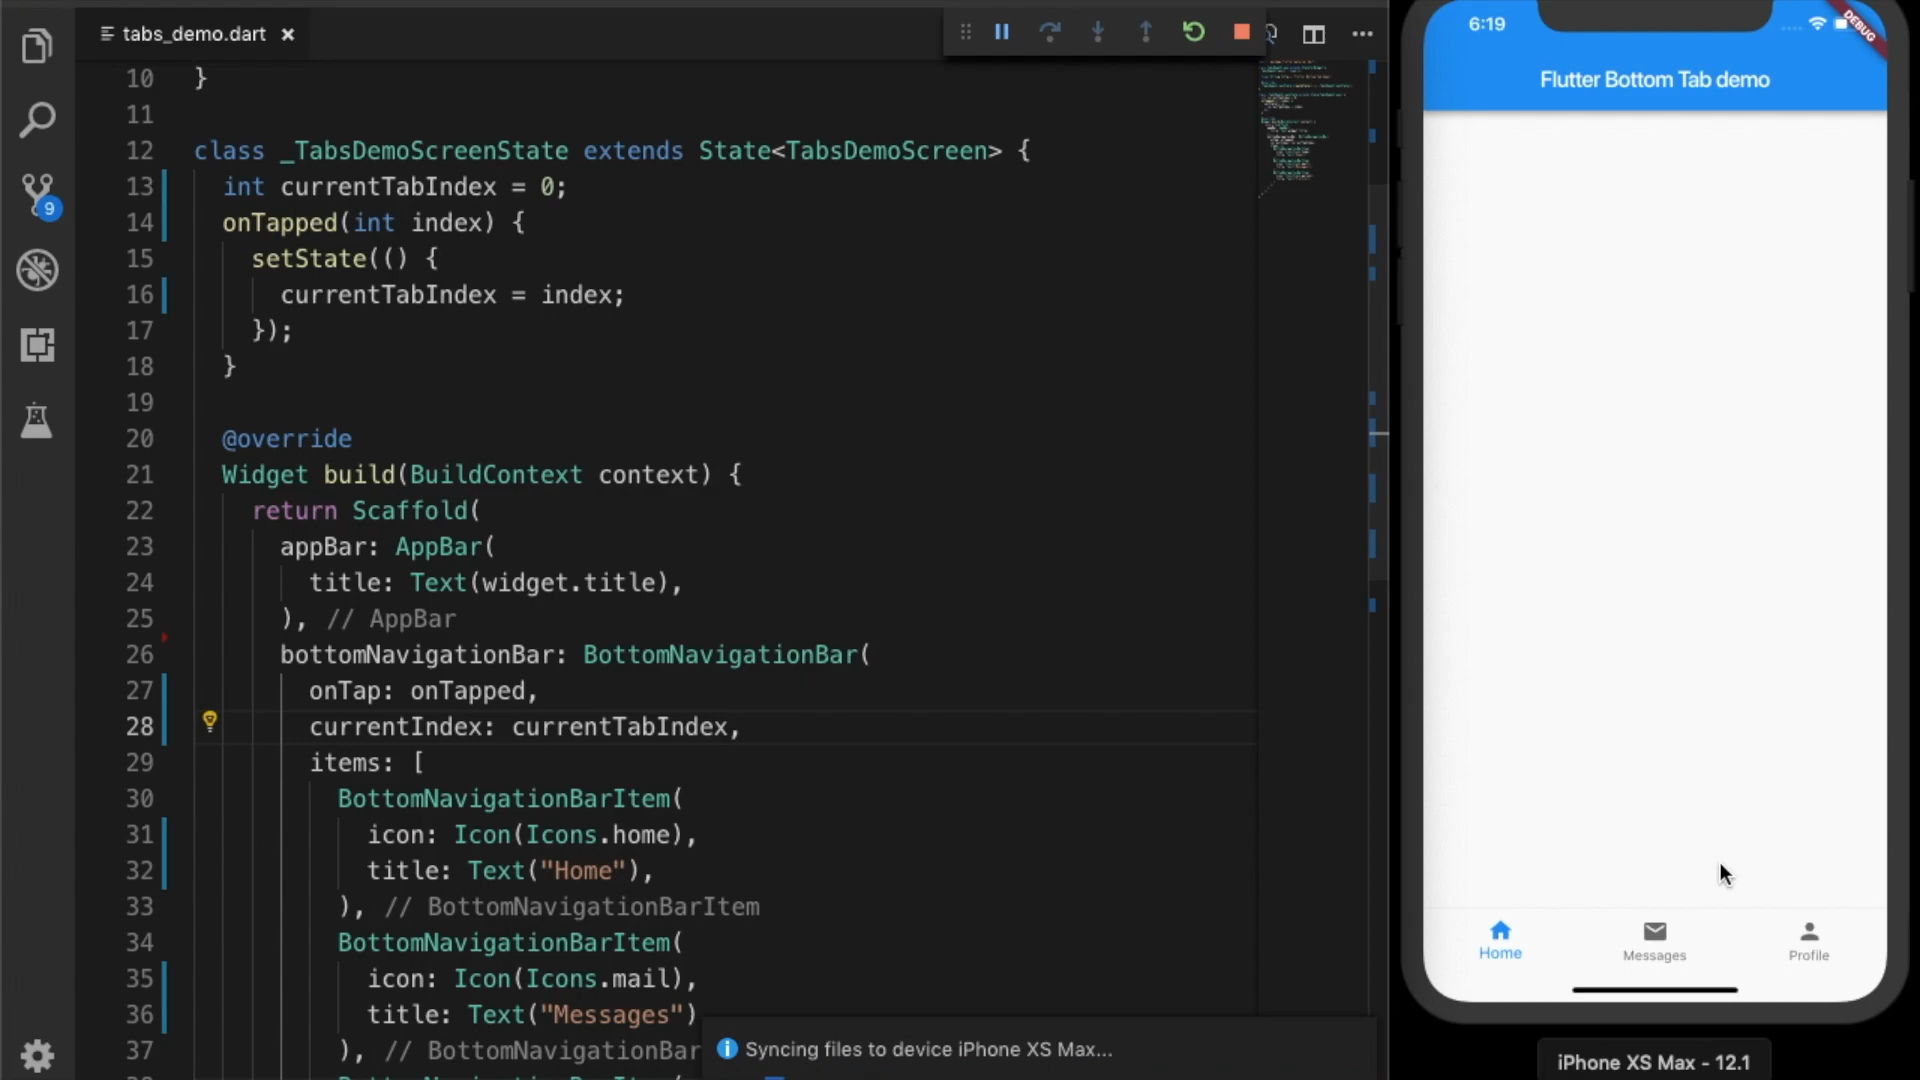 tabs_demo.dart ×
10 }
11
12 class _TabsDemoScreenState extends State<TabsDemoScreen> {
13 int currentTabIndex = 0;
14 onTapped(int index) {
15 setState(() {
16 currentTabIndex = index;
17 });
18 }
19
20 @override
21 Widget build(BuildContext context) {
22 return Scaffold(
23 appBar: AppBar(
24 title: Text(widget.title),
25 ), // AppBar
26 bottomNavigationBar: BottomNavigationBar(
27 onTap: onTapped,
28 currentIndex: currentTabIndex,
29 items: [
30 BottomNavigationBarItem(
31 icon: Icon(Icons.home),
32 title: Text("Home"),
33 ), // BottomNavigationBarItem
34 BottomNavigationBarItem(
35 icon: Icon(Icons.mail),
36 title: Text("Messages")
37 ), // BottomNavigationBar
9
Syncing files to device iPhone XS Max...
6:19
DEBUG
Flutter Bottom Tab demo
Home Messages Profile
iPhone XS Max - 12.1